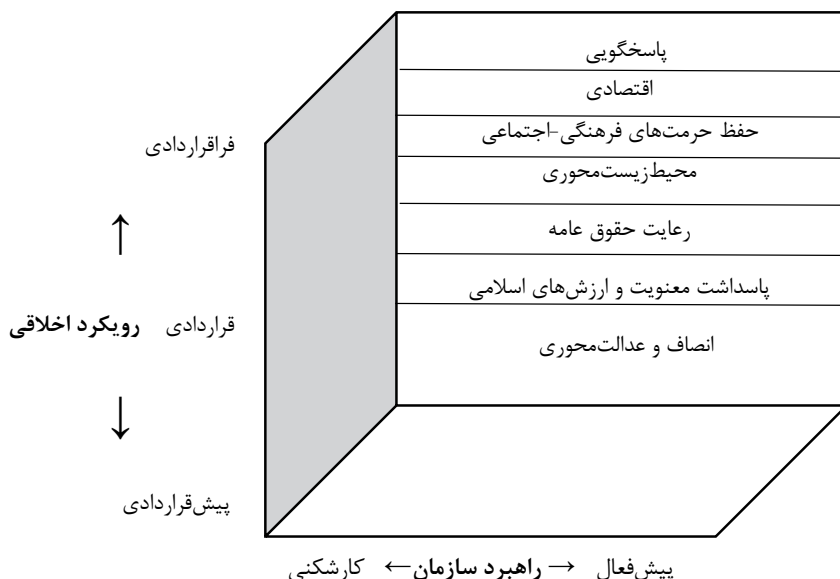 پاسخگویی
اقتصادی
حفظ حرمت‌های فرهنگی-اجتماعی
محیط‌زیست‌محوری
رعایت حقوق عامه
پاسداشت معنویت و ارزش‌های اسلامی
انصاف و عدالت‌محوری
فراقراردادی
↑
قراردادی رویکرد اخلاقی
↓
پیش‌قراردادی
پیش‌فعال → راهبرد سازمان ← کارشکنی